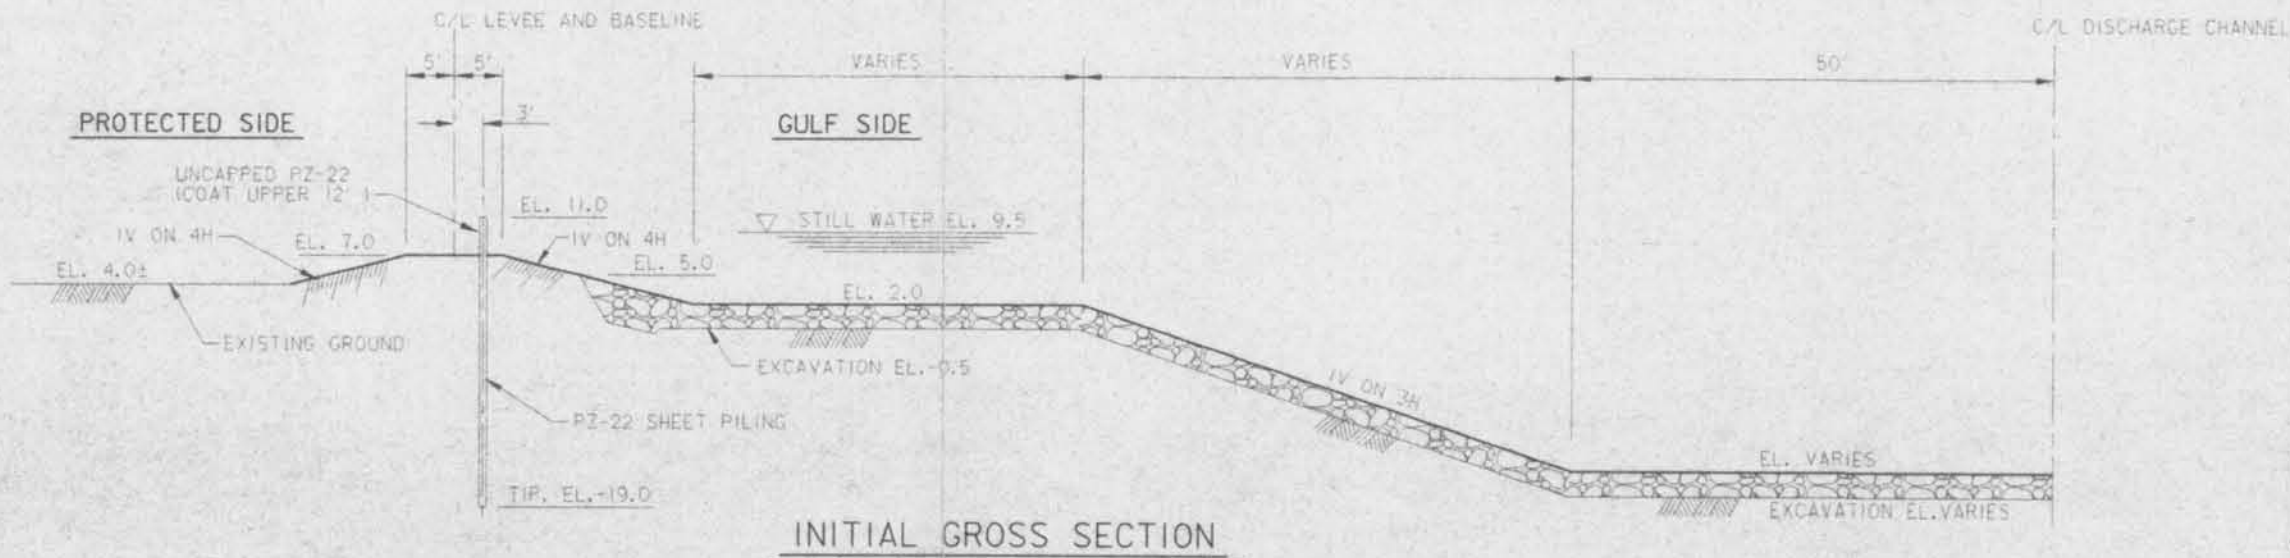 C/L LEVEE AND BASELINE
C/L DISCHARGE CHANNEL
5'
5'
VARIES
VARIES
50'
3'
PROTECTED SIDE
GULF SIDE
UNCAPPED PZ-22
(COAT UPPER 12' )
EL. 11.0
STILL WATER EL. 9.5
1V ON 4H
EL. 7.0
1V ON 4H
EL. 4.0±
EL. 5.0
EL. 2.0
EXISTING GROUND
EXCAVATION EL.-0.5
1V ON 3H
PZ-22 SHEET PILING
EL. VARIES
TIP. EL.-19.0
EXCAVATION EL.VARIES
INITIAL GROSS SECTION